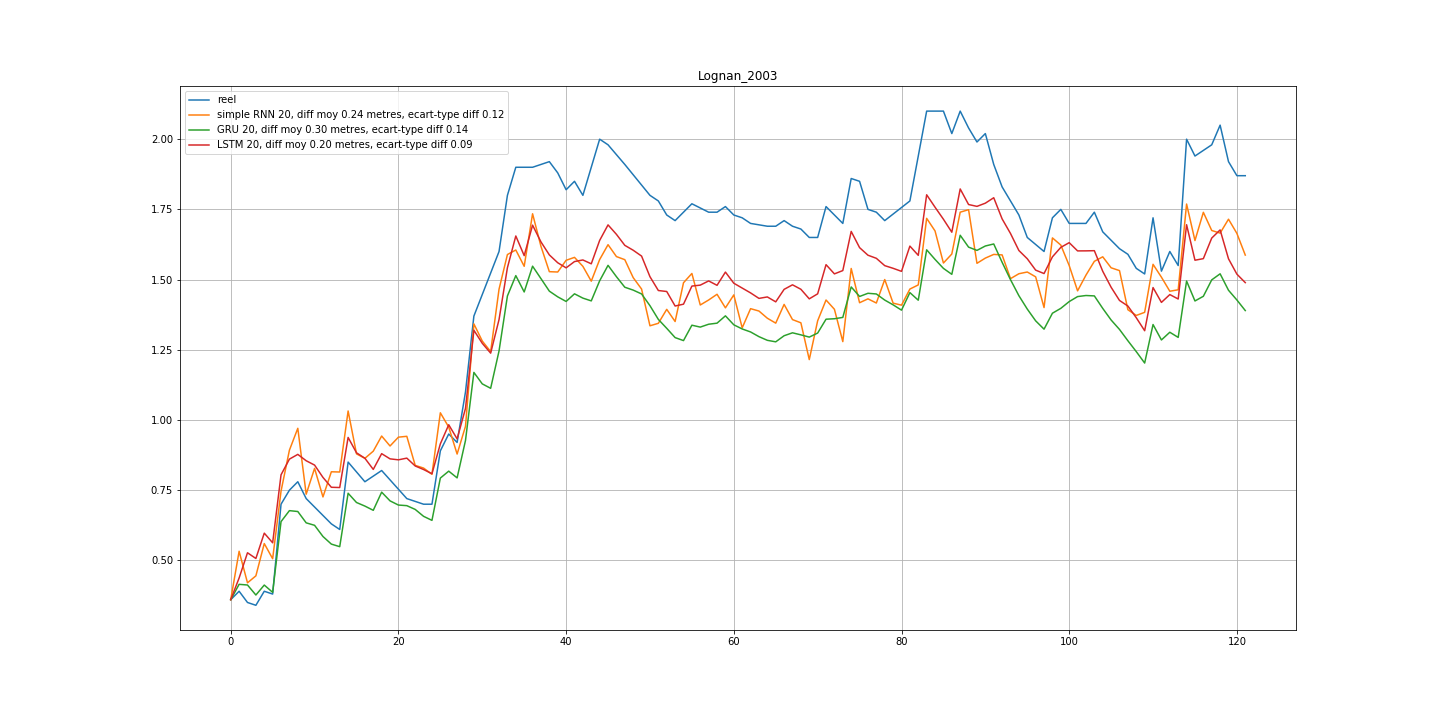 Lognan_2003
reel
simple RNN 20, diff moy 0.24 metres, ecart-type diff 0.12
GRU 20, diff moy 0.30 metres, ecart-type diff 0.14
LSTM 20, diff moy 0.20 metres, ecart-type diff 0.09
2.00
1.75
1.50
1.25
1.00
0.75
0.50
0 20 40 60 80 100 120